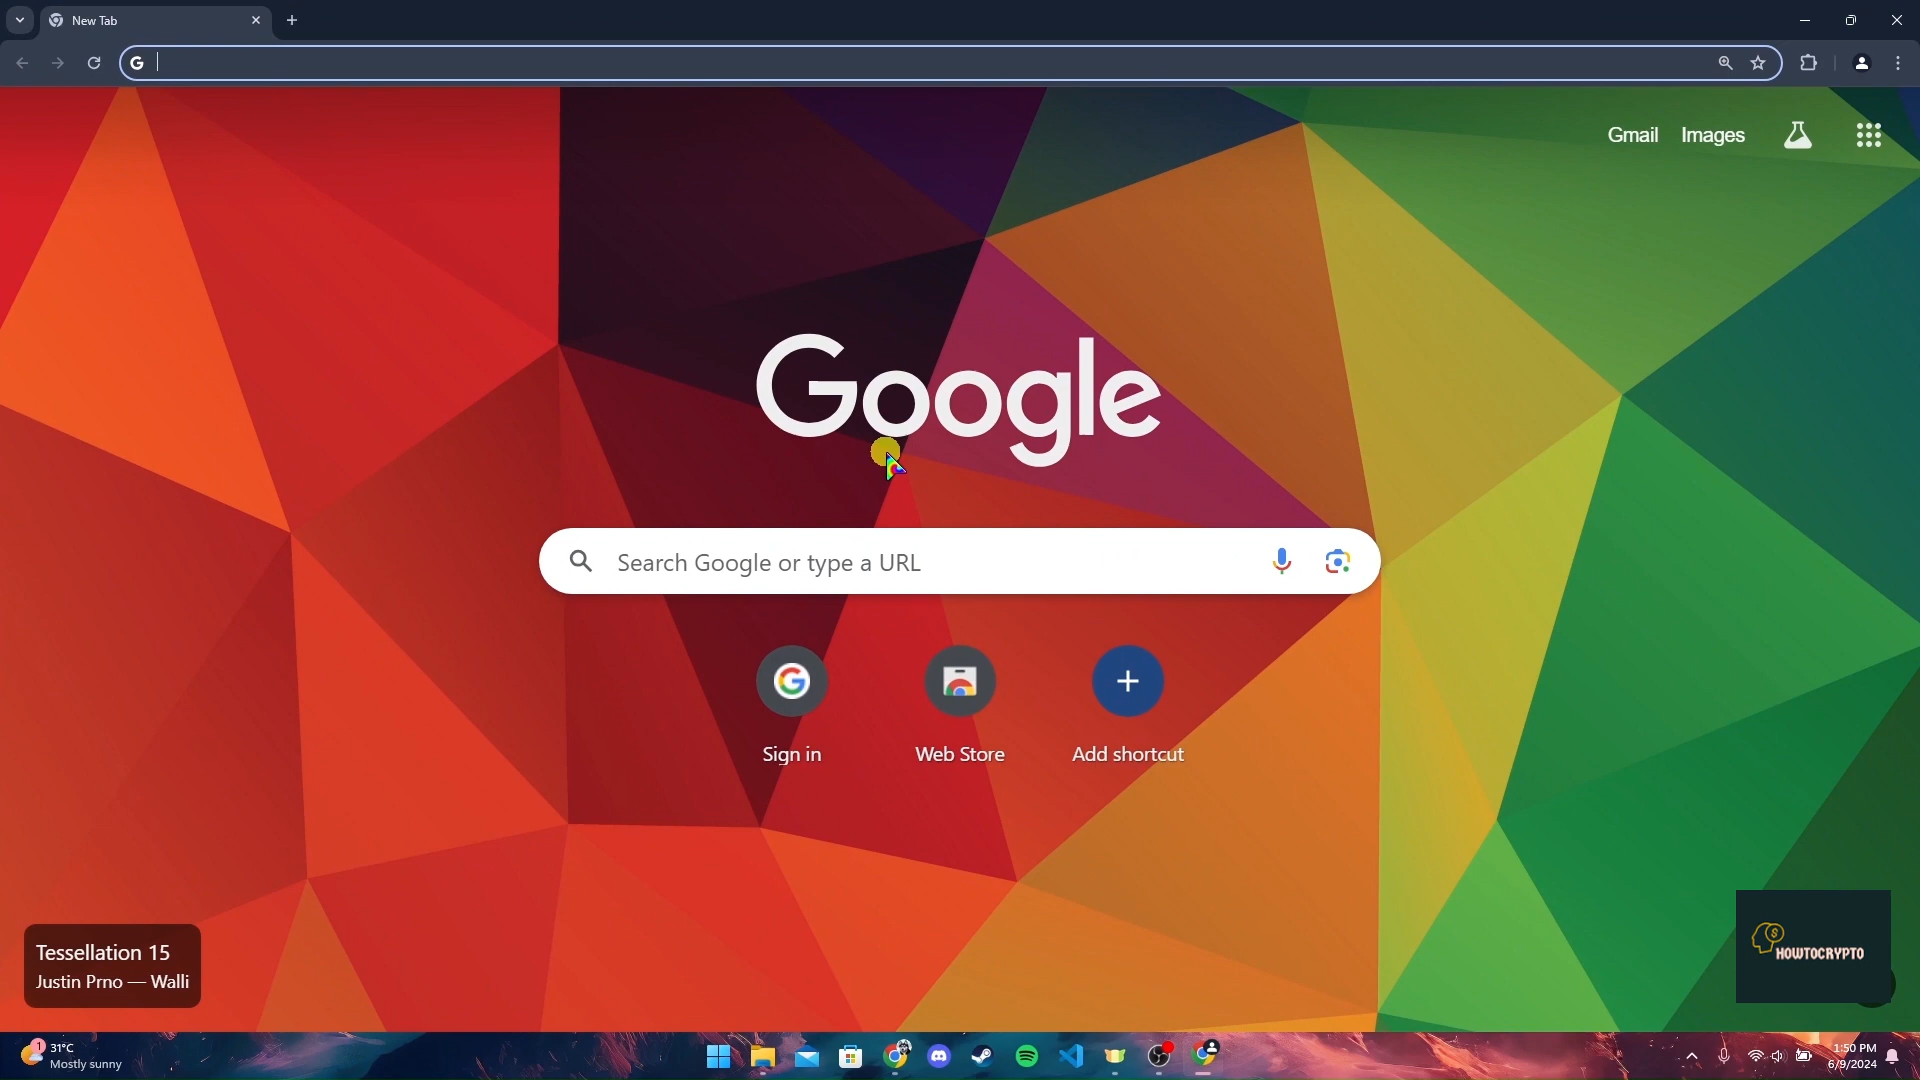 New Tab
Gmail Images
Google
Search Google or type a URL
Sign in
Web Store
Add shortcut
Tessellation 15
Justin Prno — Walli
HOWTOCRYPTO
1
31°C
Mostly sunny
1:50 PM
6/9/2024